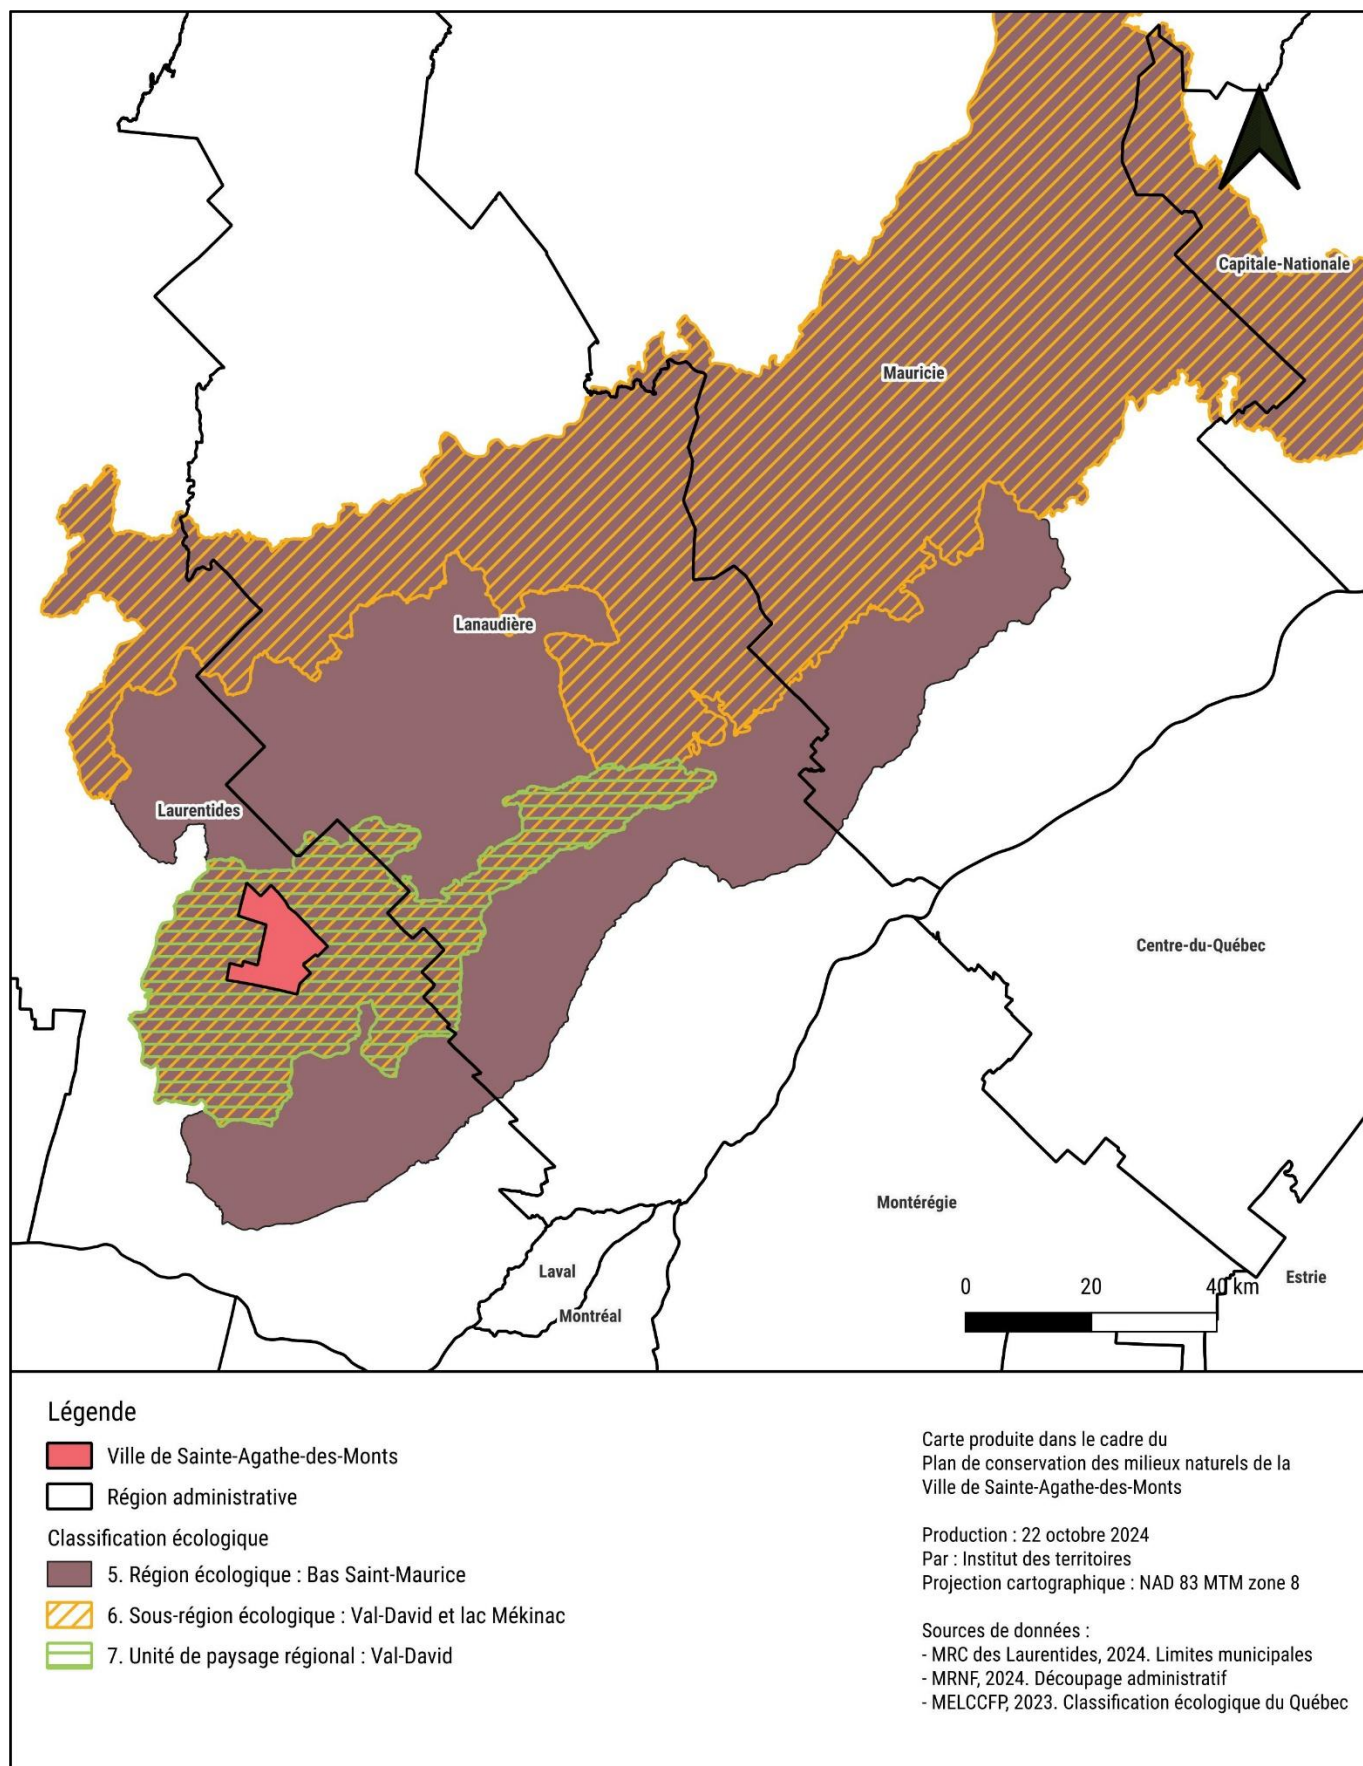 Capitale-Nationale
Mauricie
Lanaudière
Laurentides
Centre-du-Québec
Montérégie
Laval
Estrie
Montréal
0 20 40 km
Légende
Ville de Sainte-Agathe-des-Monts
Région administrative
Classification écologique
5. Région écologique : Bas Saint-Maurice
6. Sous-région écologique : Val-David et lac Mékinac
7. Unité de paysage régional : Val-David
Carte produite dans le cadre du
Plan de conservation des milieux naturels de la
Ville de Sainte-Agathe-des-Monts
Production : 22 octobre 2024
Par : Institut des territoires
Projection cartographique : NAD 83 MTM zone 8
Sources de données :
- MRC des Laurentides, 2024. Limites municipales
- MRNF, 2024. Découpage administratif
- MELCCFP, 2023. Classification écologique du Québec